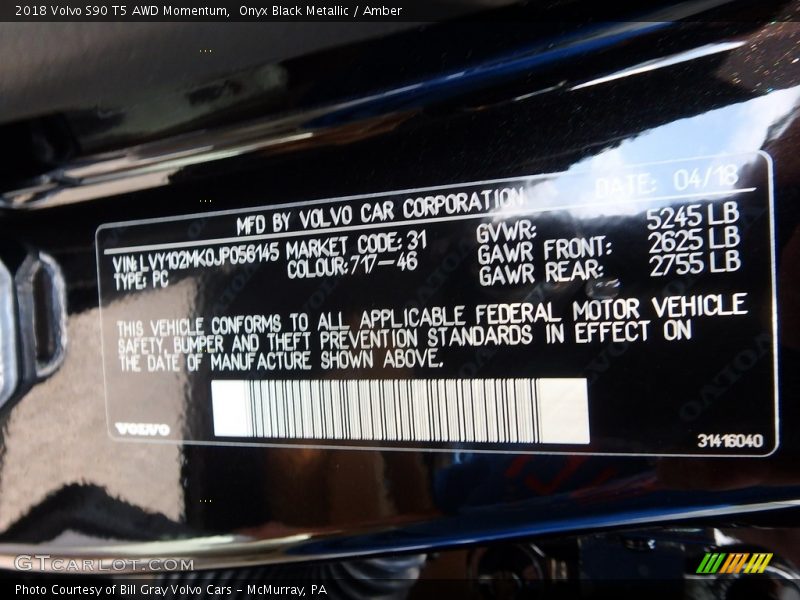 2018 Volvo S90 T5 AWD Momentum,  Onyx Black Metallic / Amber
MFD BY VOLVO CAR CORPORATION
DATE: 04/18
VIN: LVY102MK0JP056145 MARKET CODE: 31
TYPE: PC
COLOUR: 717-46
GVWR: 5245 LB
GAWR FRONT: 2625 LB
GAWR REAR: 2755 LB
THIS VEHICLE CONFORMS TO ALL APPLICABLE FEDERAL MOTOR VEHICLE
SAFETY, BUMPER AND THEFT PREVENTION STANDARDS IN EFFECT ON
THE DATE OF MANUFACTURE SHOWN ABOVE.
VOLVO
31416040
GTCarLot.com
Photo Courtesy of Bill Gray Volvo Cars - McMurray, PA